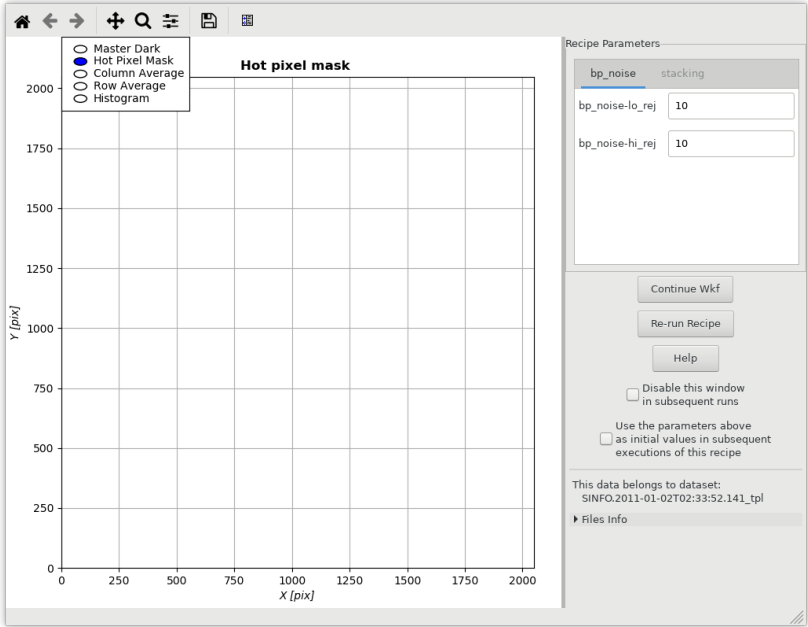 Master Dark
Hot Pixel Mask
Column Average
Row Average
Histogram
Hot pixel mask
2000
1750
1500
1250
1000
750
500
250
0
Y [pix]
0 250 500 750 1000 1250 1500 1750 2000
X [pix]
Recipe Parameters
bp_noise stacking
bp_noise-lo_rej 10
bp_noise-hi_rej 10
Continue Wkf
Re-run Recipe
Help
Disable this window
in subsequent runs
Use the parameters above
as initial values in subsequent
executions of this recipe
This data belongs to dataset:
SINFO.2011-01-02T02:33:52.141_tpl
Files Info